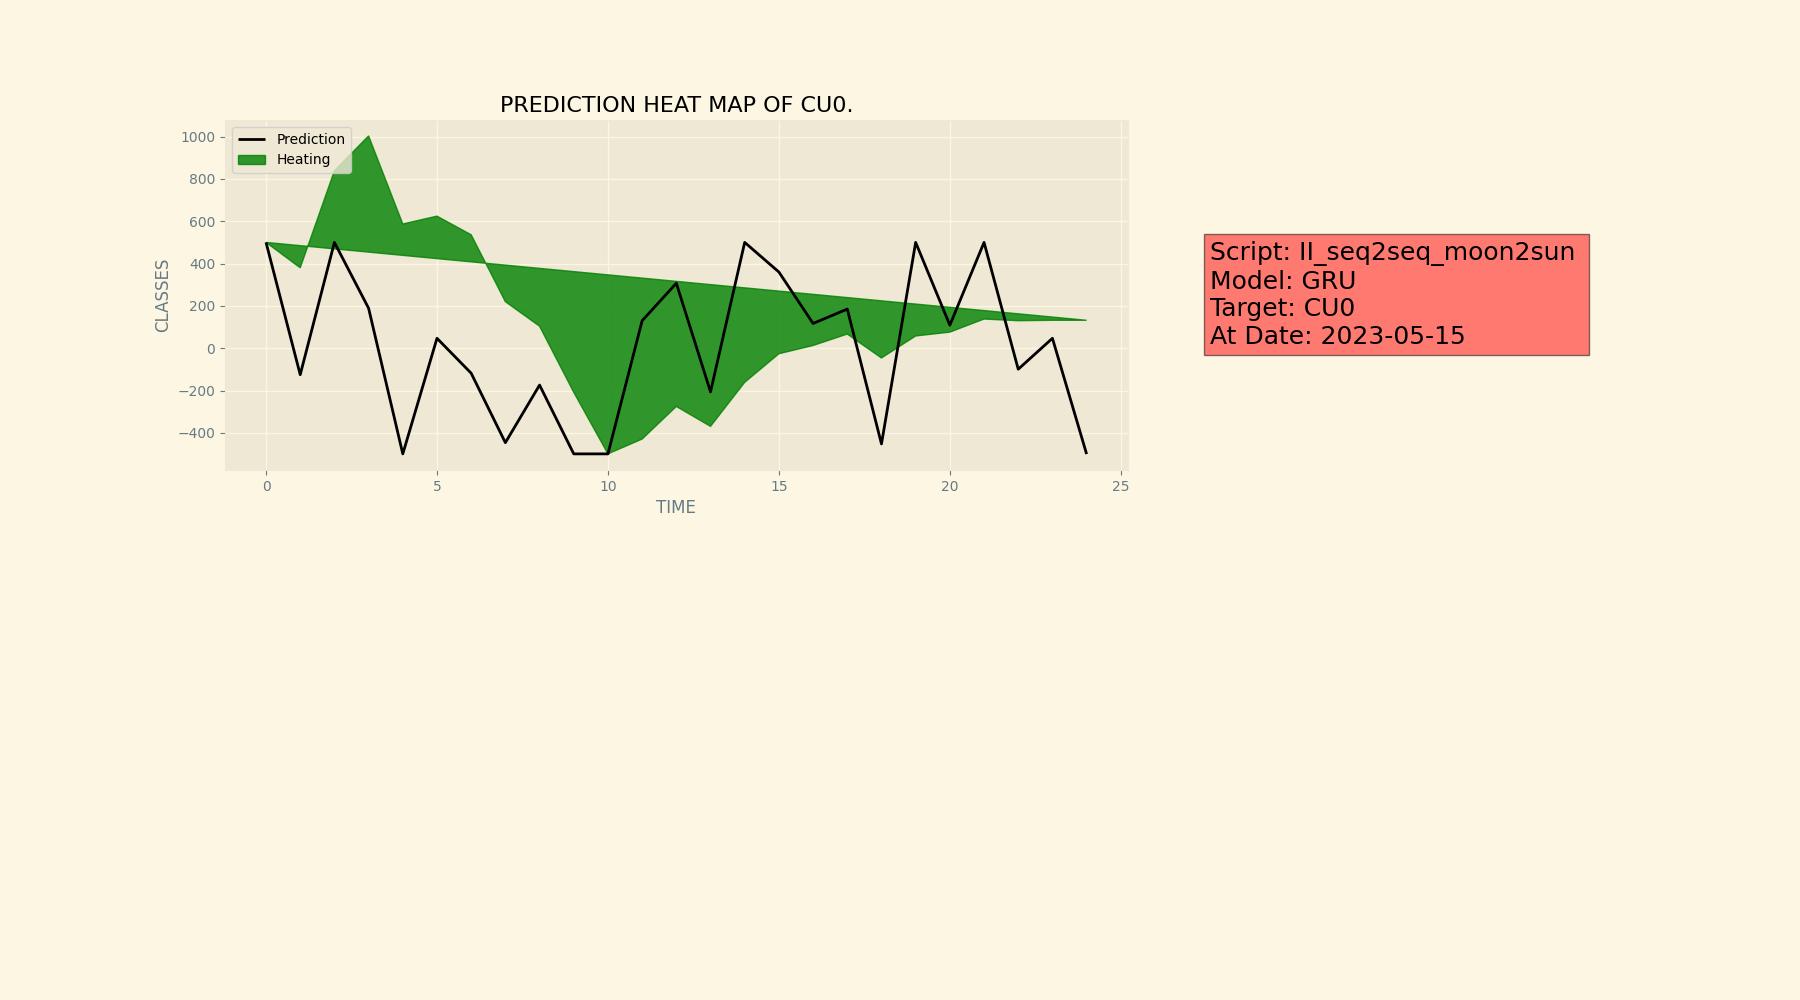 PREDICTION HEAT MAP OF CU0.
Prediction
Heating
1000
800
600
400
200
0
−200
−400
CLASSES
0 5 10 15 20 25
TIME
Script: II_seq2seq_moon2sun
Model: GRU
Target: CU0
At Date: 2023-05-15